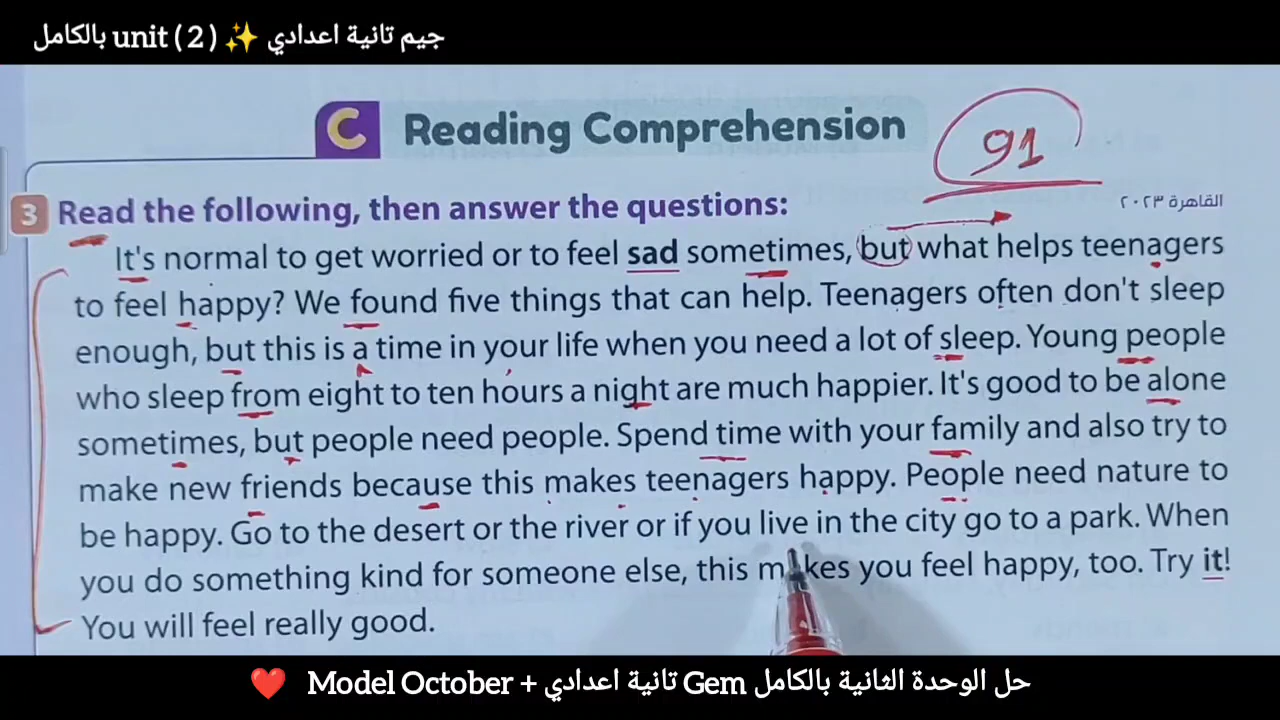 جيم تانية اعدادي ✨ unit ( 2 ) بالكامل
C Reading Comprehension
91
3 Read the following, then answer the questions:
القاهرة ٢٠٢٣
It's normal to get worried or to feel sad sometimes, but what helps teenagers
to feel happy? We found five things that can help. Teenagers often don't sleep
enough, but this is a time in your life when you need a lot of sleep. Young people
who sleep from eight to ten hours a night are much happier. It's good to be alone
sometimes, but people need people. Spend time with your family and also try to
make new friends because this makes teenagers happy. People need nature to
be happy. Go to the desert or the river or if you live in the city go to a park. When
you do something kind for someone else, this makes you feel happy, too. Try it!
You will feel really good.
حل الوحدة الثانية بالكامل Gem تانية اعدادي + Model October ❤️